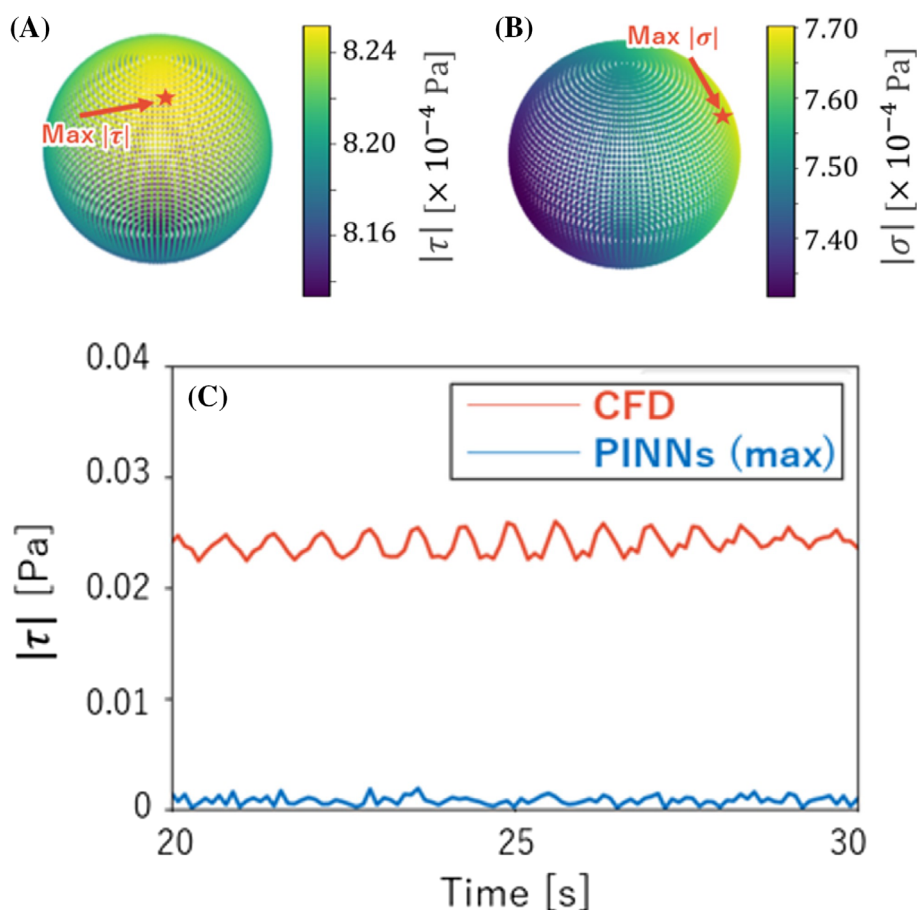 (A)
Max |τ|
8.24
8.20
8.16
|τ| [× 10⁻⁴ Pa]
(B)
Max |σ|
7.70
7.60
7.50
7.40
|σ| [× 10⁻⁴ Pa]
(C)
CFD
PINNs (max)
0.04
0.03
0.02
0.01
0
|τ| [Pa]
20
25
30
Time [s]